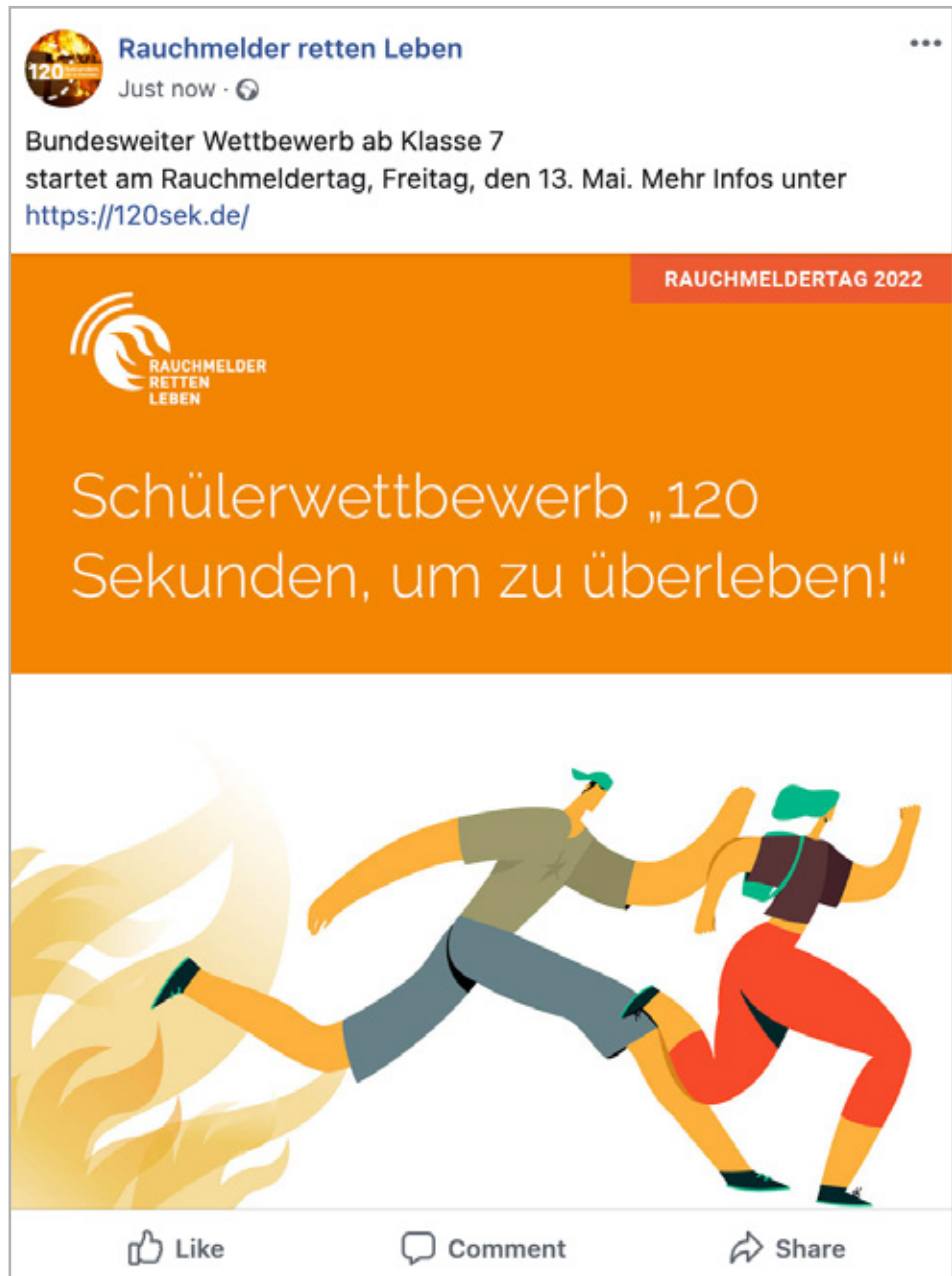 120
Rauchmelder retten Leben
Just now ·
Bundesweiter Wettbewerb ab Klasse 7
startet am Rauchmeldertag, Freitag, den 13. Mai. Mehr Infos unter
https://120sek.de/
RAUCHMELDERTAG 2022
RAUCHMELDER
RETTEN
LEBEN
Schülerwettbewerb „120
Sekunden, um zu überleben!“
Like
Comment
Share